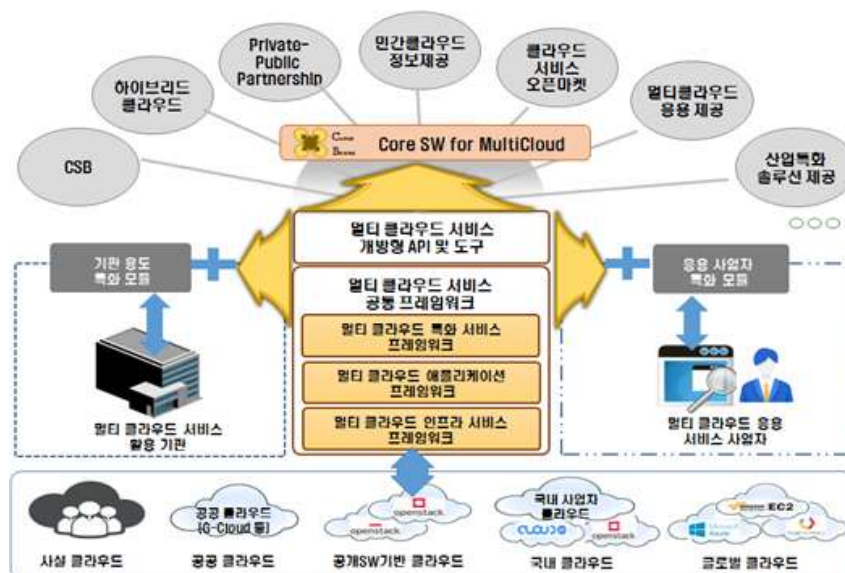 Private-
Public
Partnership
민간클라우드
정보제공
클라우드
서비스
오픈마켓
하이브리드
클라우드
멀티클라우드
응용 제공
CSB
Core SW for MultiCloud
산업특화
솔루션 제공
멀티 클라우드 서비스
개방형 API 및 도구
기관 용도
특화 모듈
응용 사업자
특화 모듈
멀티 클라우드 서비스
공통 프레임워크
멀티 클라우드 특화 서비스
프레임워크
멀티 클라우드 애플리케이션
프레임워크
멀티 클라우드 인프라 서비스
프레임워크
멀티 클라우드 서비스
활용 기관
멀티 클라우드 응용
서비스 사업자
공공 클라우드
(G-Cloud 등)
openstack
openstack
국내 사업자
클라우드
openstack
EC2
Microsoft
Azure
사설 클라우드
공공 클라우드
공개SW기반 클라우드
국내 클라우드
글로벌 클라우드